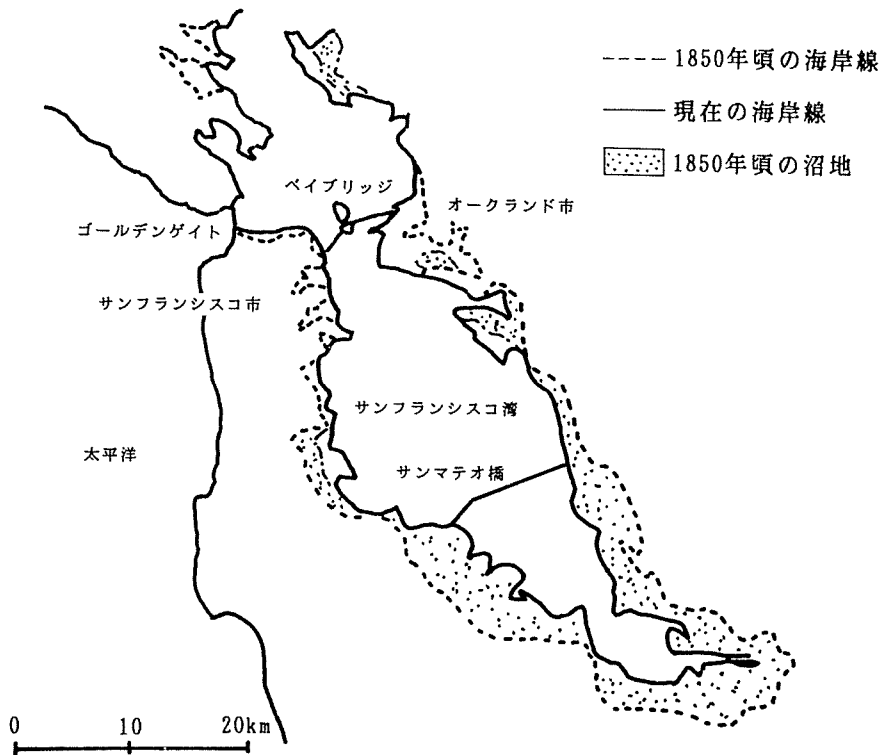 1850年頃の海岸線
現在の海岸線
1850年頃の沼地
ベイブリッジ
オークランド市
ゴールデンゲイト
サンフランシスコ市
サンフランシスコ湾
太平洋
サンマテオ橋
0 10 20km